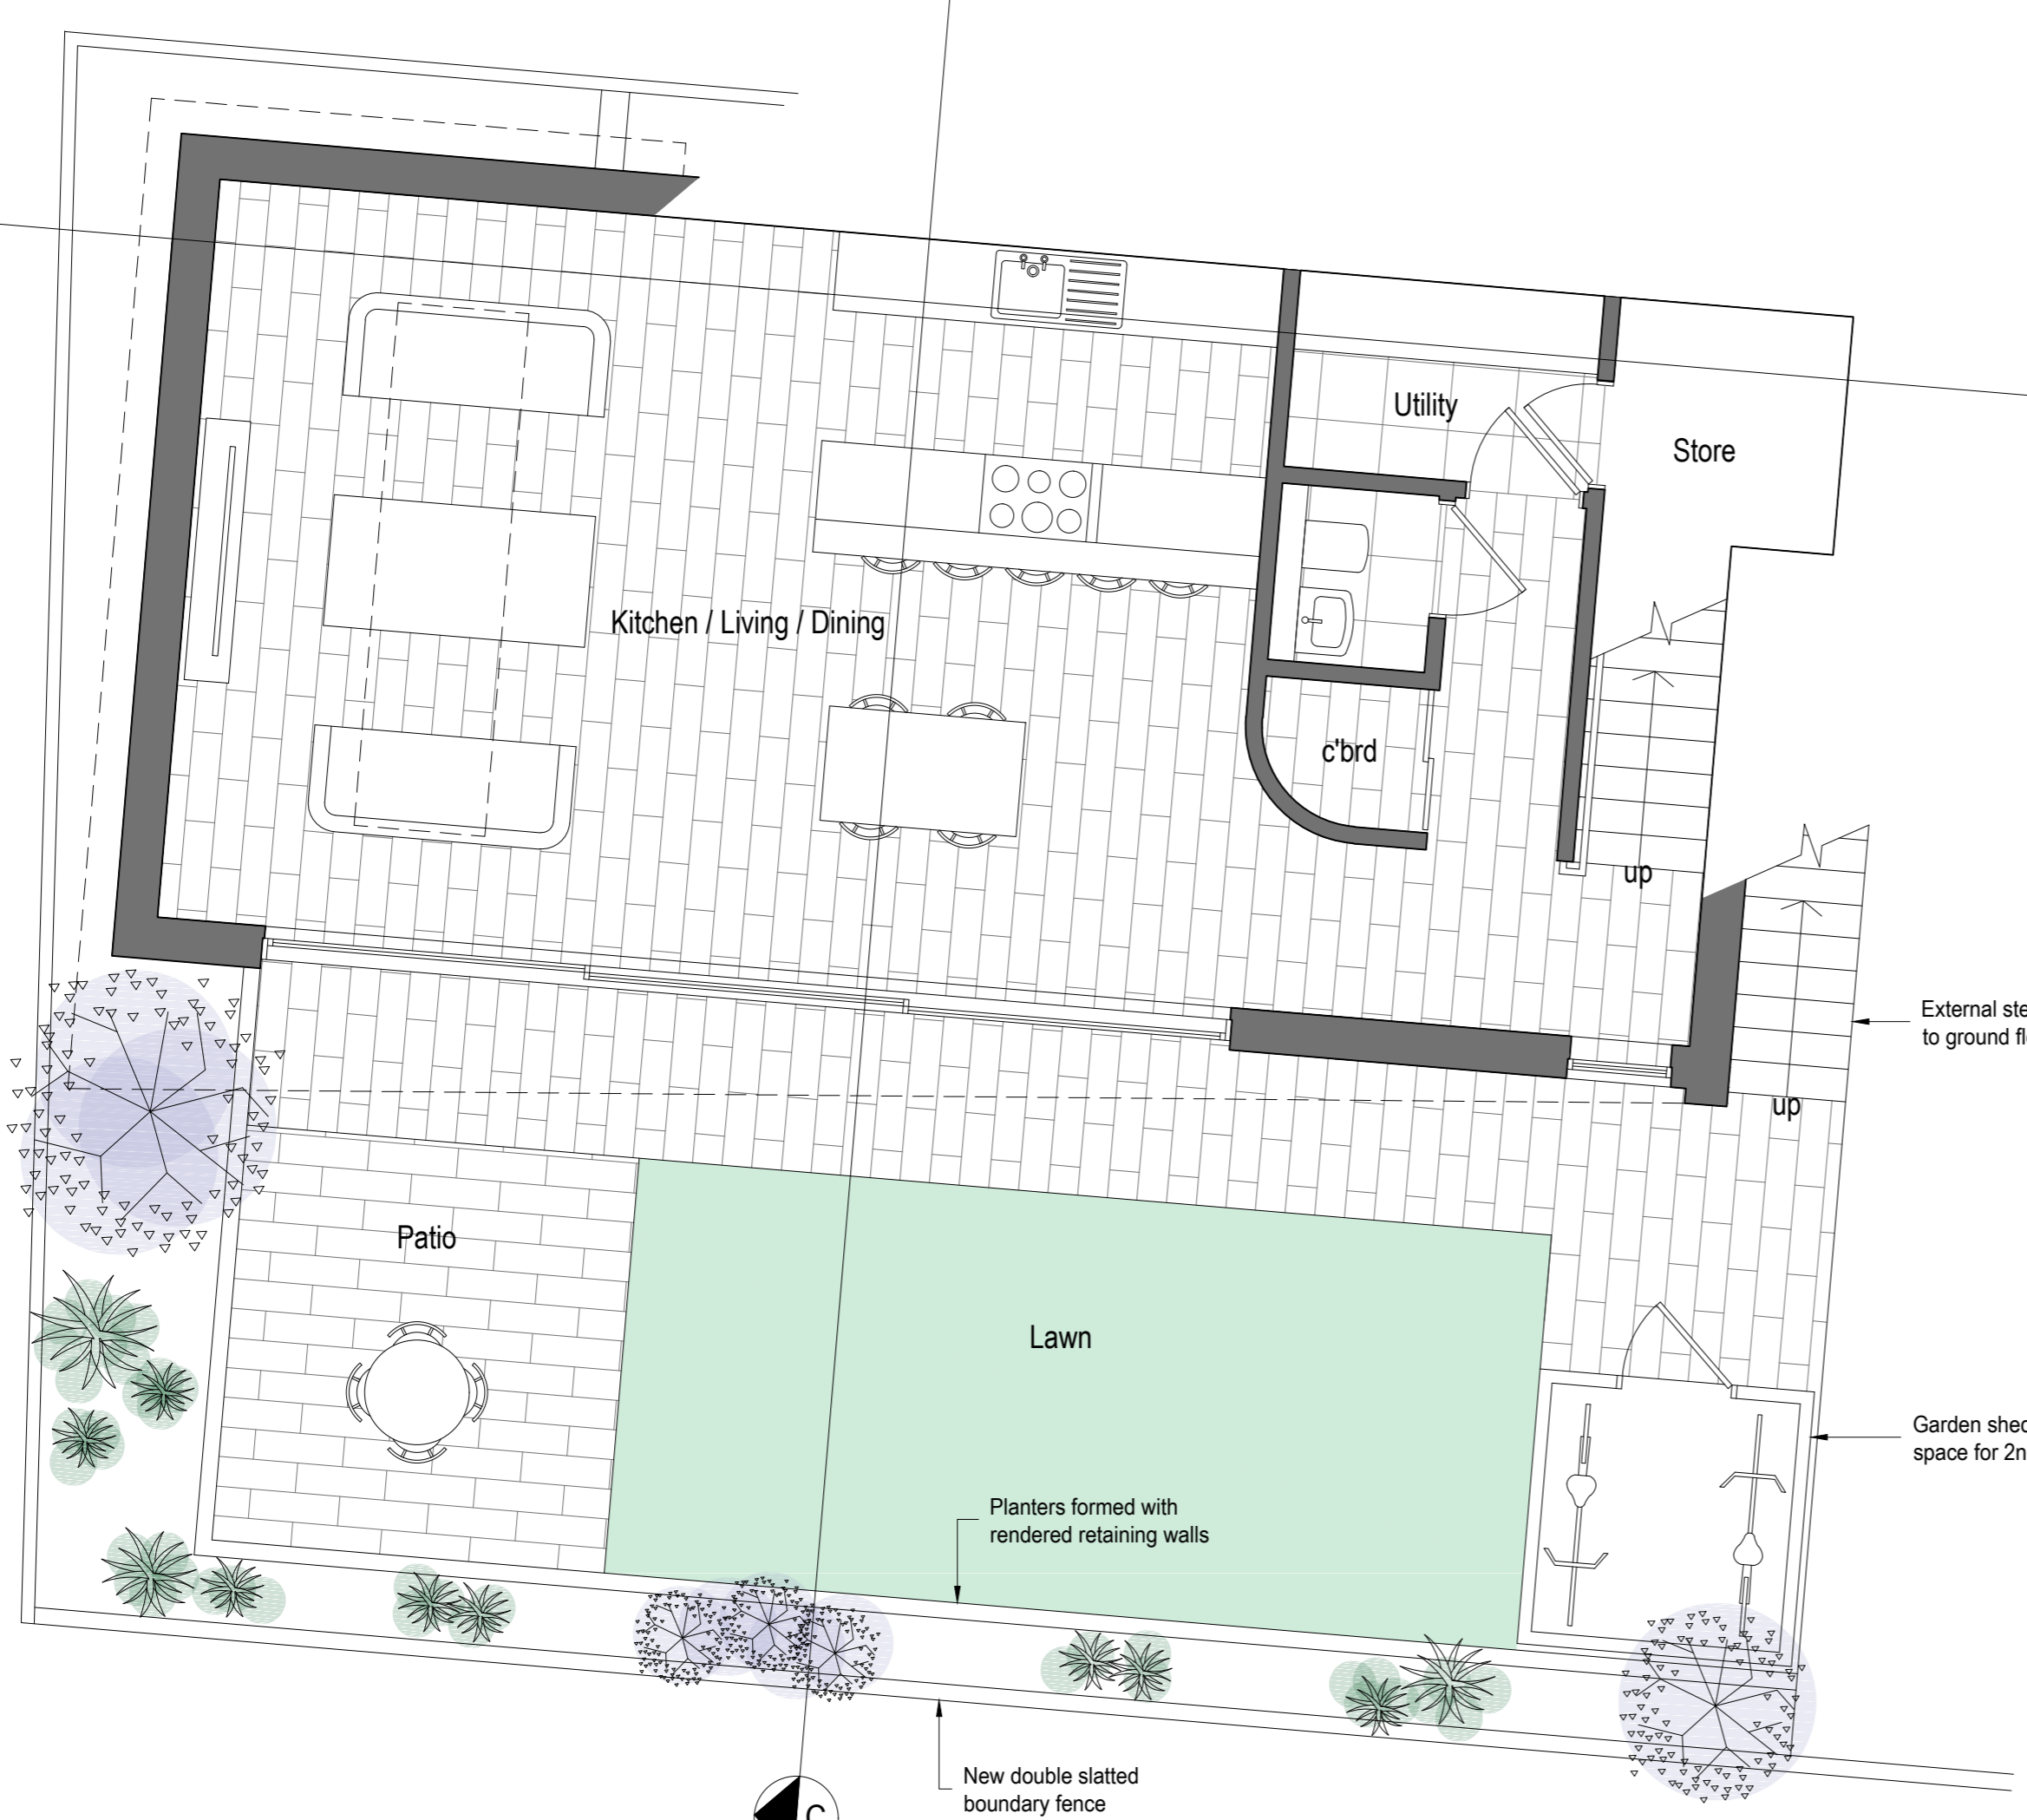 Utility
Store
Kitchen / Living / Dining
c'brd
up
External ste
to ground fl
up
Patio
Lawn
Garden shed
space for 2n
Planters formed with
rendered retaining walls
New double slatted
boundary fence
C